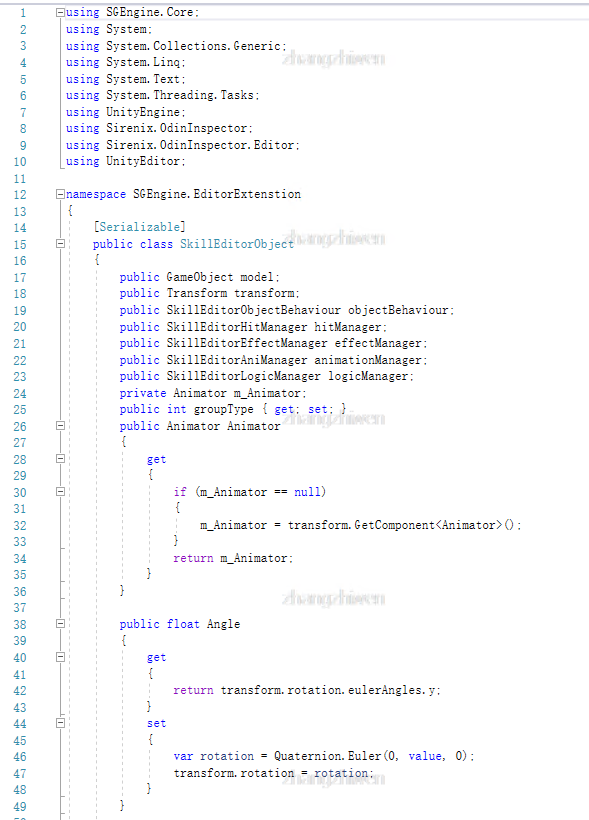 1 using SGEngine.Core;
2 using System;
3 using System.Collections.Generic;
4 using System.Linq;
5 using System.Text;
6 using System.Threading.Tasks;
7 using UnityEngine;
8 using Sirenix.OdinInspector;
9 using Sirenix.OdinInspector.Editor;
10 using UnityEditor;
11
12 namespace SGEngine.EditorExtenstion
13 {
14 [Serializable]
15 public class SkillEditorObject
16 {
17 public GameObject model;
18 public Transform transform;
19 public SkillEditorObjectBehaviour objectBehaviour;
20 public SkillEditorHitManager hitManager;
21 public SkillEditorEffectManager effectManager;
22 public SkillEditorAniManager animationManager;
23 public SkillEditorLogicManager logicManager;
24 private Animator m_Animator;
25 public int groupType { get; set; }
26 public Animator Animator
27 {
28 get
29 {
30 if (m_Animator == null)
31 {
32 m_Animator = transform.GetComponent<Animator>();
33 }
34 return m_Animator;
35 }
36 }
37
38 public float Angle
39 {
40 get
41 {
42 return transform.rotation.eulerAngles.y;
43 }
44 set
45 {
46 var rotation = Quaternion.Euler(0, value, 0);
47 transform.rotation = rotation;
48 }
49 }